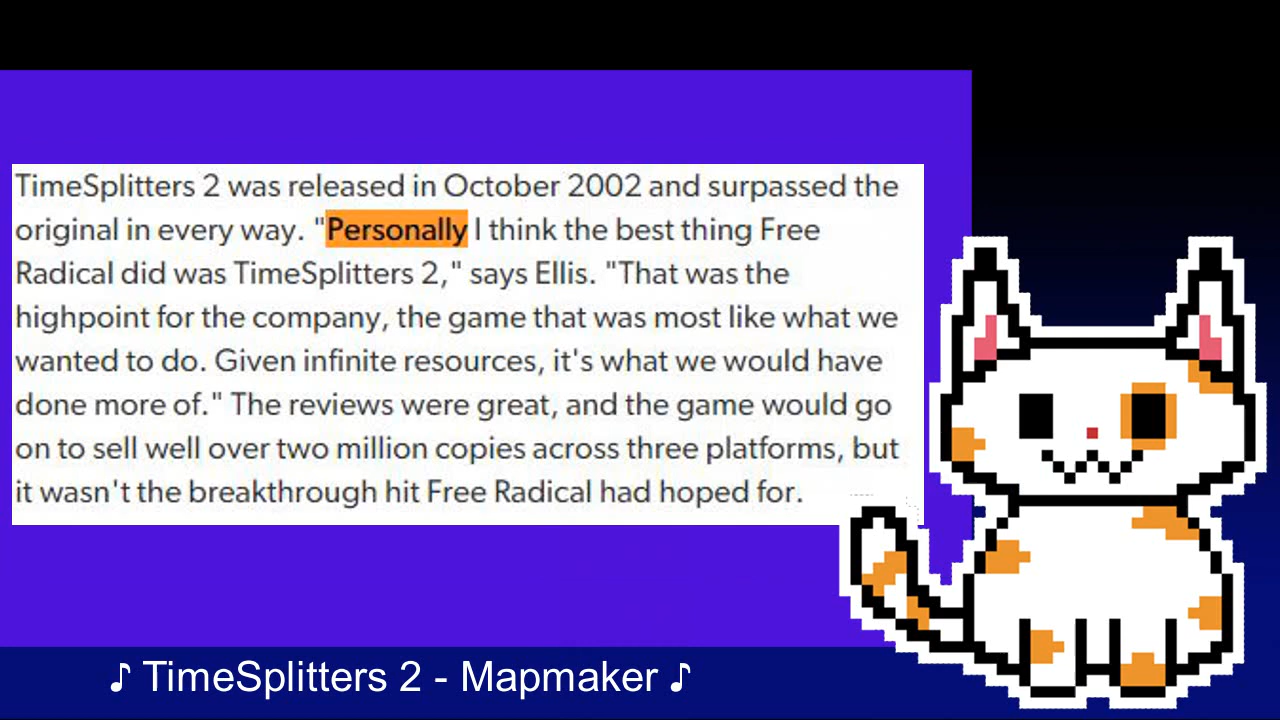 TimeSplitters 2 was released in October 2002 and surpassed the
original in every way. "Personally I think the best thing Free
Radical did was TimeSplitters 2," says Ellis. "That was the
highpoint for the company, the game that was most like what we
wanted to do. Given infinite resources, it's what we would have
done more of." The reviews were great, and the game would go
on to sell well over two million copies across three platforms, but
it wasn't the breakthrough hit Free Radical had hoped for.
♪ TimeSplitters 2 - Mapmaker ♪